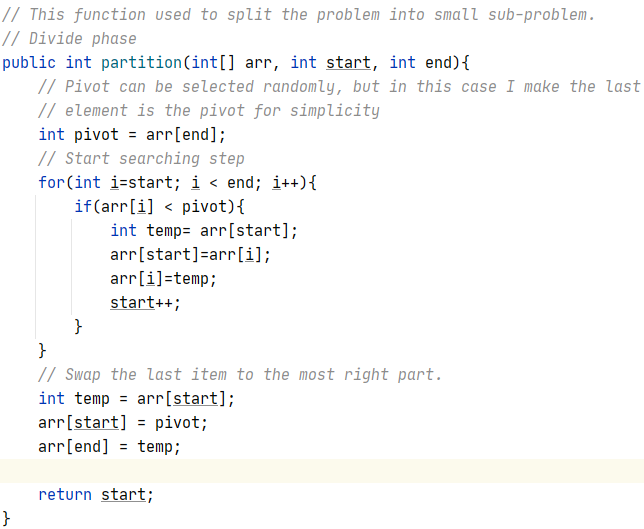 // This function used to split the problem into small sub-problem.
// Divide phase
public int partition(int[] arr, int start, int end){
    // Pivot can be selected randomly, but in this case I make the last
    // element is the pivot for simplicity
    int pivot = arr[end];
    // Start searching step
    for(int i=start; i < end; i++){
        if(arr[i] < pivot){
            int temp= arr[start];
            arr[start]=arr[i];
            arr[i]=temp;
            start++;
        }
    }
    // Swap the last item to the most right part.
    int temp = arr[start];
    arr[start] = pivot;
    arr[end] = temp;

    return start;
}